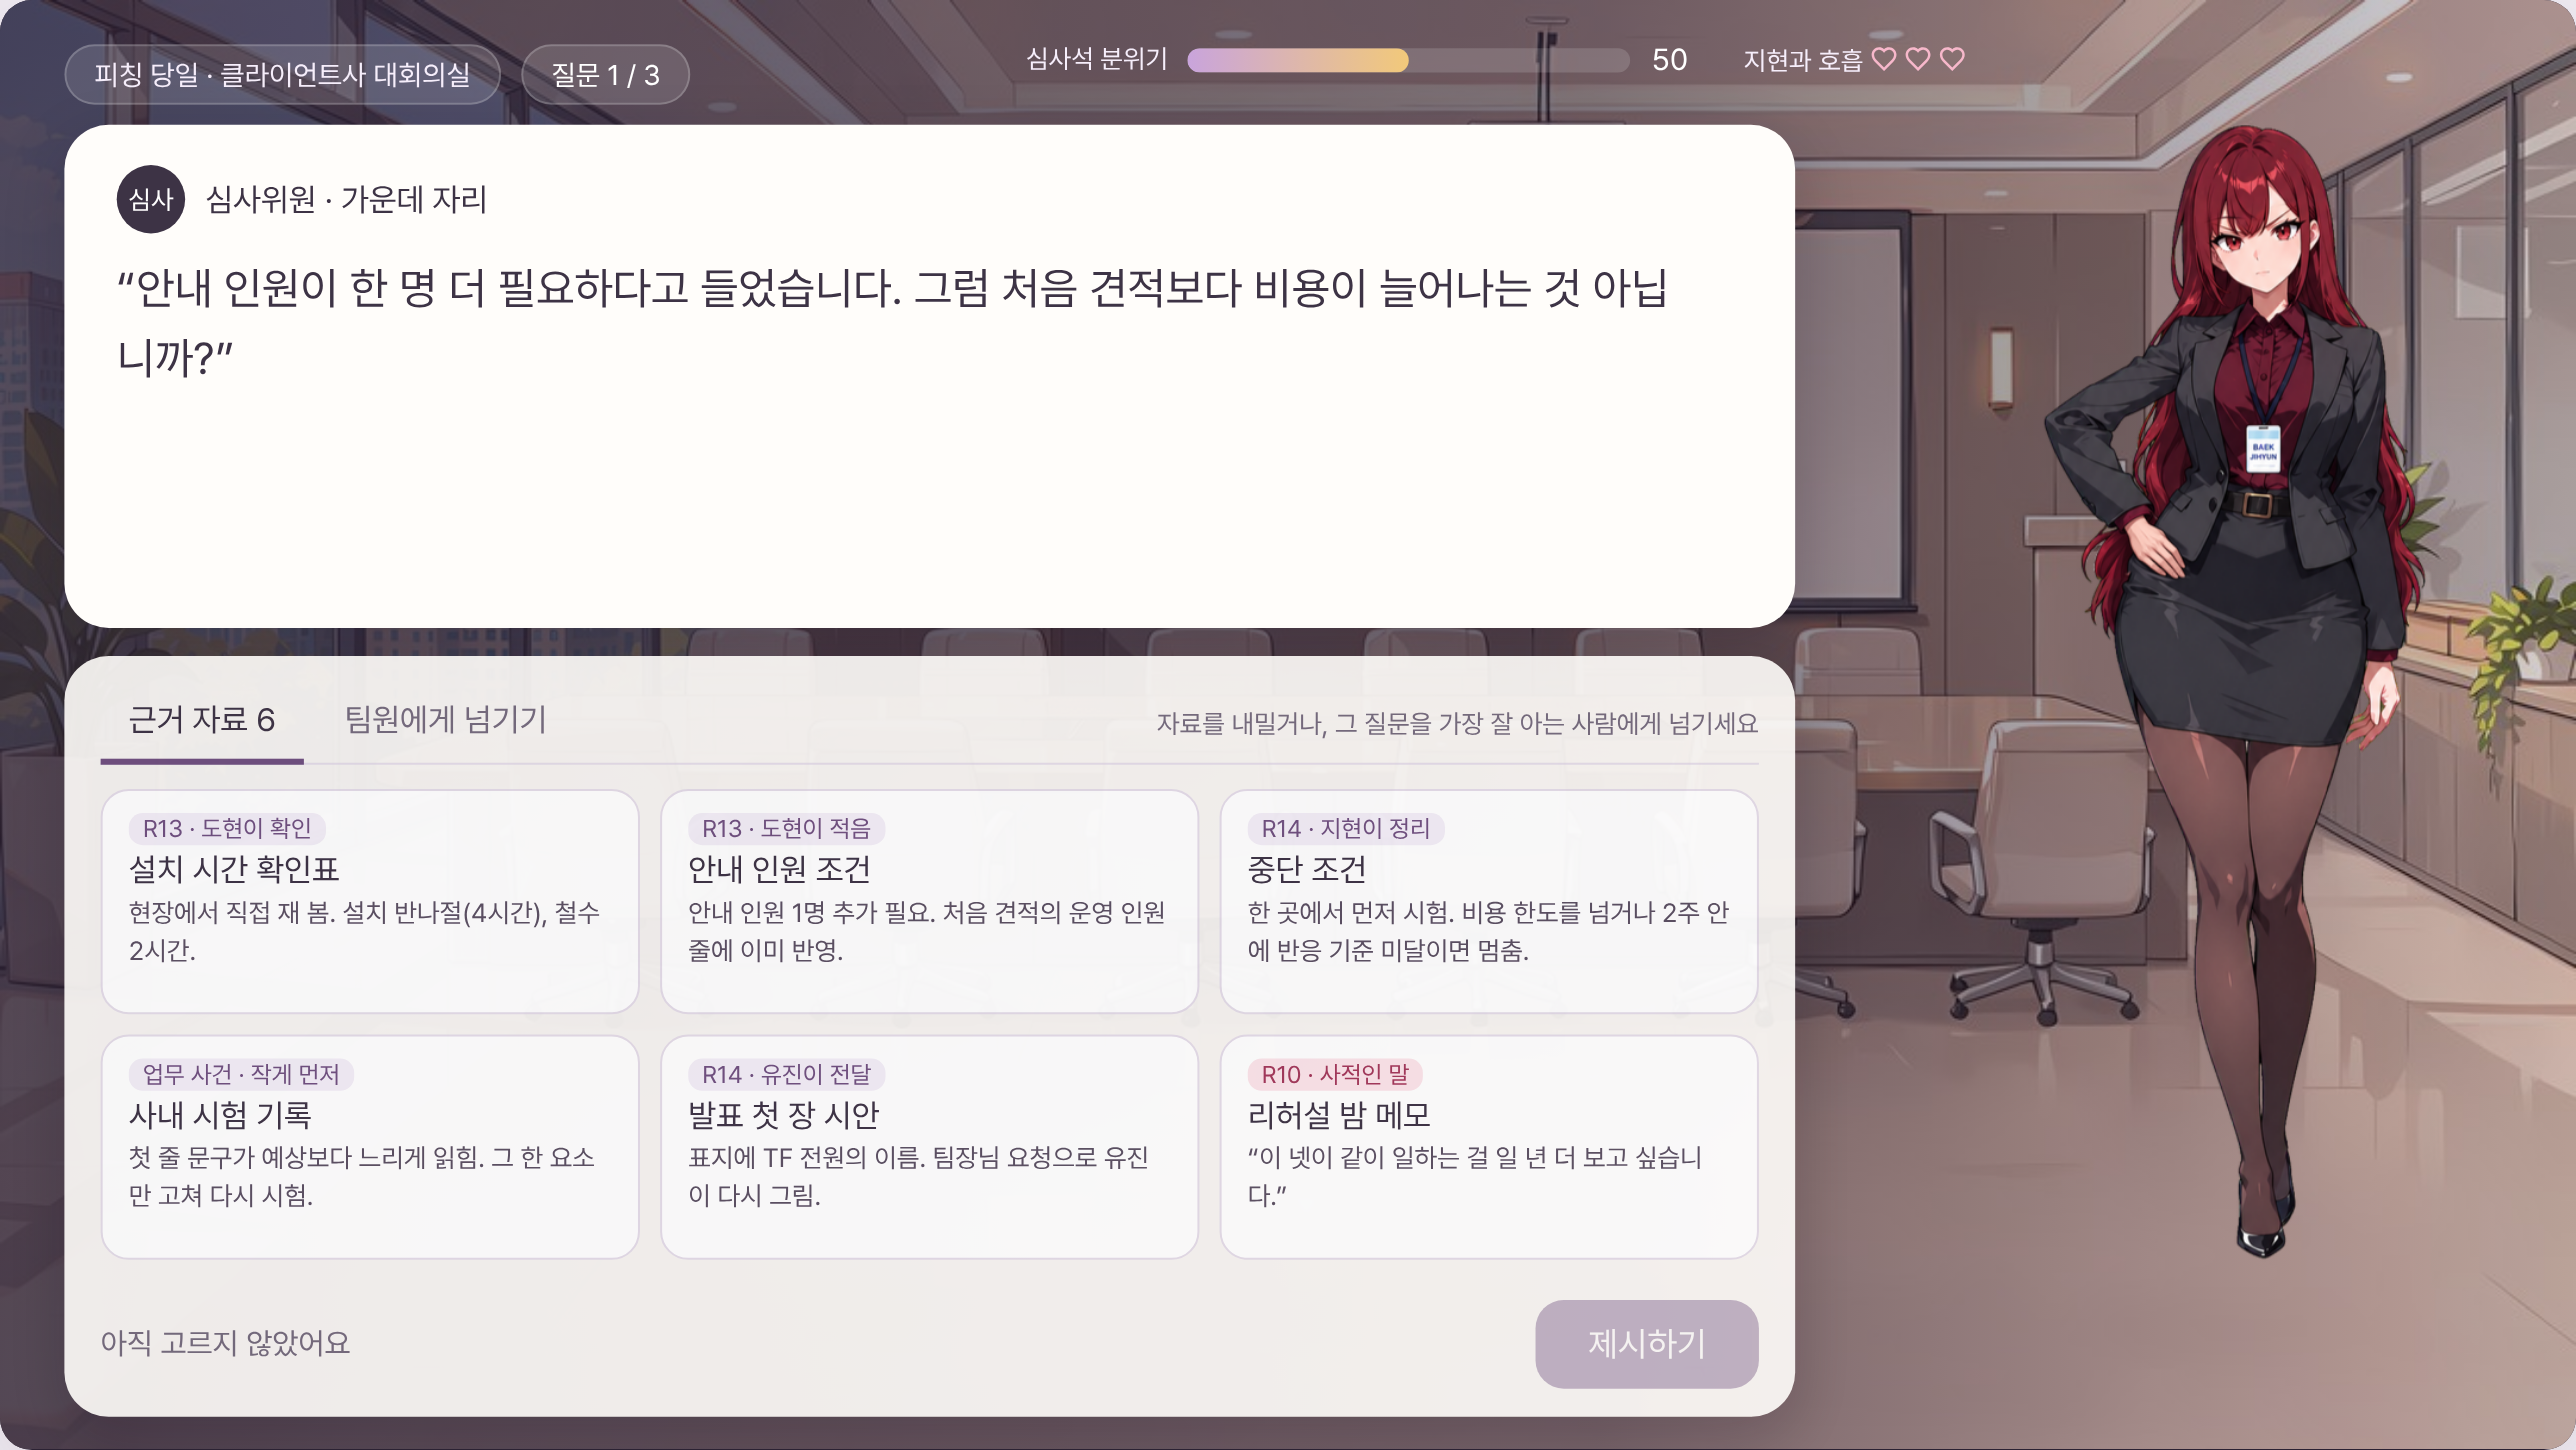 피칭 당일 · 클라이언트사 대회의실
질문 1 / 3
심사석 분위기
50
지현과 호흡 ♡ ♡ ♡
심사
심사위원 · 가운데 자리
“안내 인원이 한 명 더 필요하다고 들었습니다. 그럼 처음 견적보다 비용이 늘어나는 것 아닙
니까?”
BAEK
JIHYUN
근거 자료 6
팀원에게 넘기기
자료를 내밀거나, 그 질문을 가장 잘 아는 사람에게 넘기세요
R13 · 도현이 확인
설치 시간 확인표
현장에서 직접 재 봄. 설치 반나절(4시간), 철수
2시간.
R13 · 도현이 적음
안내 인원 조건
안내 인원 1명 추가 필요. 처음 견적의 운영 인원
줄에 이미 반영.
R14 · 지현이 정리
중단 조건
한 곳에서 먼저 시험. 비용 한도를 넘거나 2주 안
에 반응 기준 미달이면 멈춤.
업무 사건 · 작게 먼저
사내 시험 기록
첫 줄 문구가 예상보다 느리게 읽힘. 그 한 요소
만 고쳐 다시 시험.
R14 · 유진이 전달
발표 첫 장 시안
표지에 TF 전원의 이름. 팀장님 요청으로 유진
이 다시 그림.
R10 · 사적인 말
리허설 밤 메모
“이 넷이 같이 일하는 걸 일 년 더 보고 싶습니
다.”
아직 고르지 않았어요
제시하기